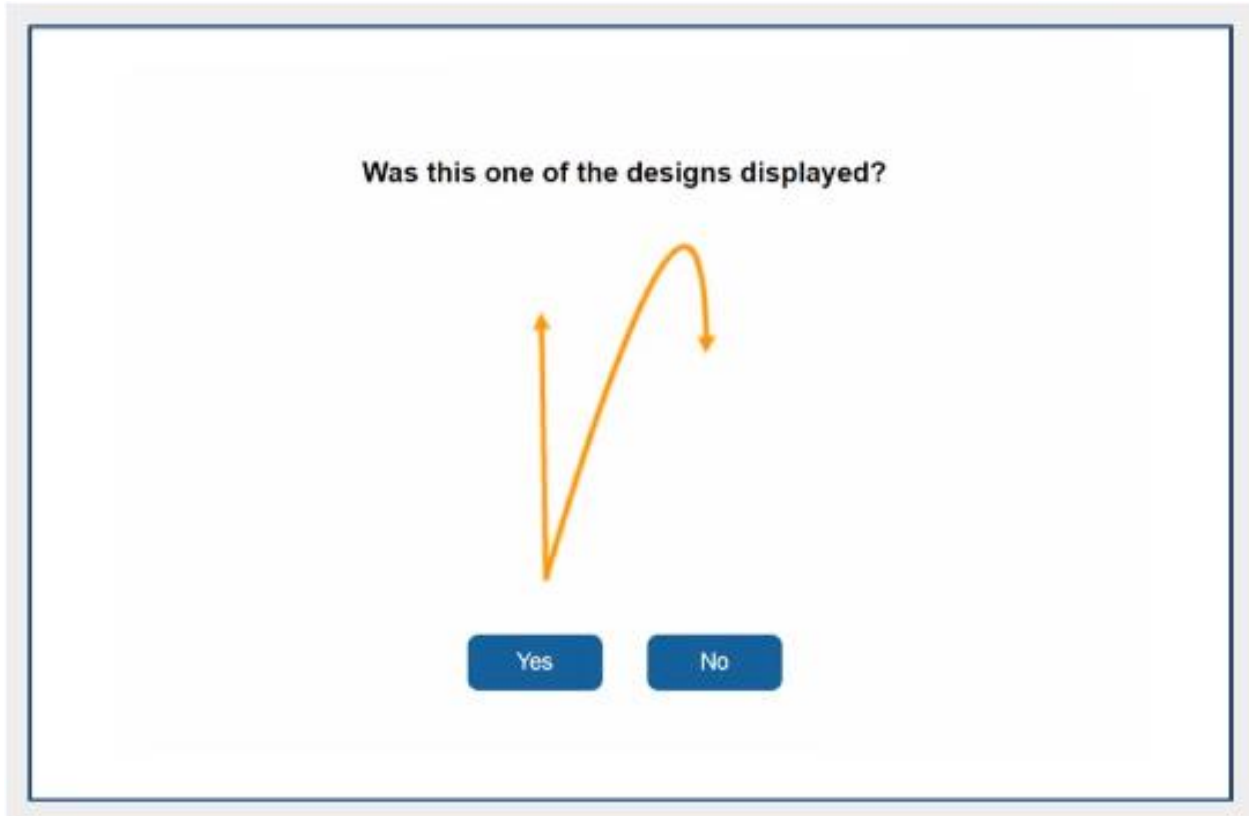 Was this one of the designs displayed?
Yes No